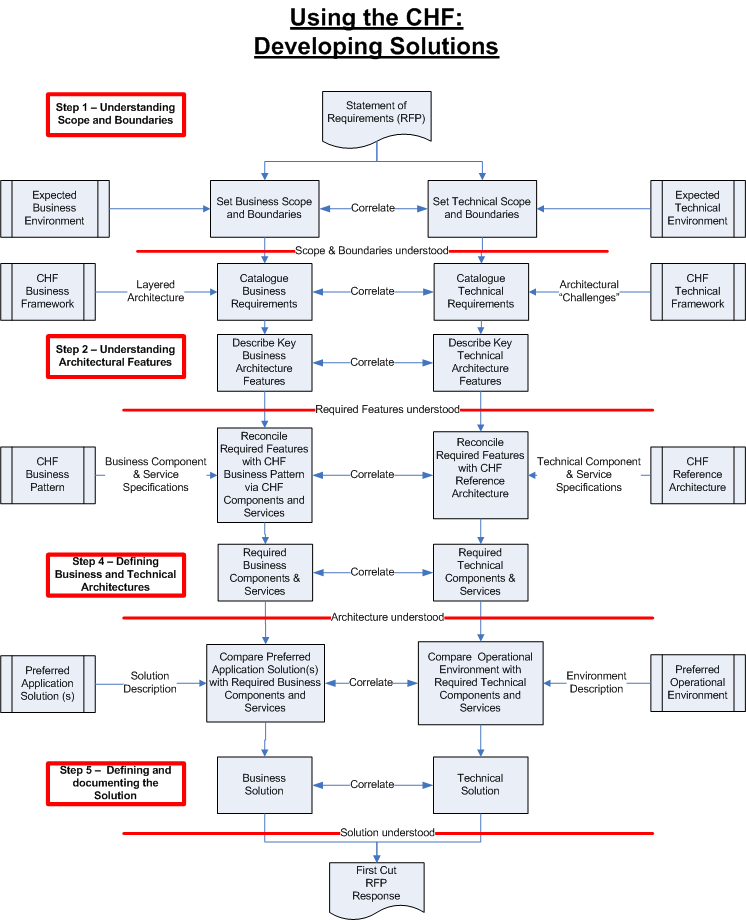 Using the CHF:
Developing Solutions
Step 1 – Understanding
Scope and Boundaries
Statement of
Requirements (RFP)
Expected
Business
Environment
Set Business Scope
and Boundaries
Correlate
Set Technical Scope
and Boundaries
Expected
Technical
Environment
Scope & Boundaries understood
CHF
Business
Framework
Layered
Architecture
Catalogue
Business
Requirements
Correlate
Catalogue
Technical
Requirements
Architectural
“Challenges”
CHF
Technical
Framework
Step 2 – Understanding
Architectural Features
Describe Key
Business
Architecture
Features
Correlate
Describe Key
Technical
Architecture
Features
Required Features understood
CHF
Business
Pattern
Business Component
& Service
Specifications
Reconcile
Required Features
with CHF
Business Pattern
via CHF
Components and
Services
Correlate
Reconcile
Required Features
with CHF
Reference
Architecture
Technical Component
& Service
Specifications
CHF
Reference
Architecture
Step 4 – Defining
Business and Technical
Architectures
Required
Business
Components &
Services
Correlate
Required
Technical
Components &
Services
Architecture understood
Preferred
Application
Solution (s)
Solution
Description
Compare Preferred
Application Solution(s)
with Required Business
Components and
Services
Correlate
Compare Operational
Environment with
Required Technical
Components and
Services
Environment
Description
Preferred
Operational
Environment
Step 5 – Defining and
documenting the
Solution
Business
Solution
Correlate
Technical
Solution
Solution understood
First Cut
RFP
Response